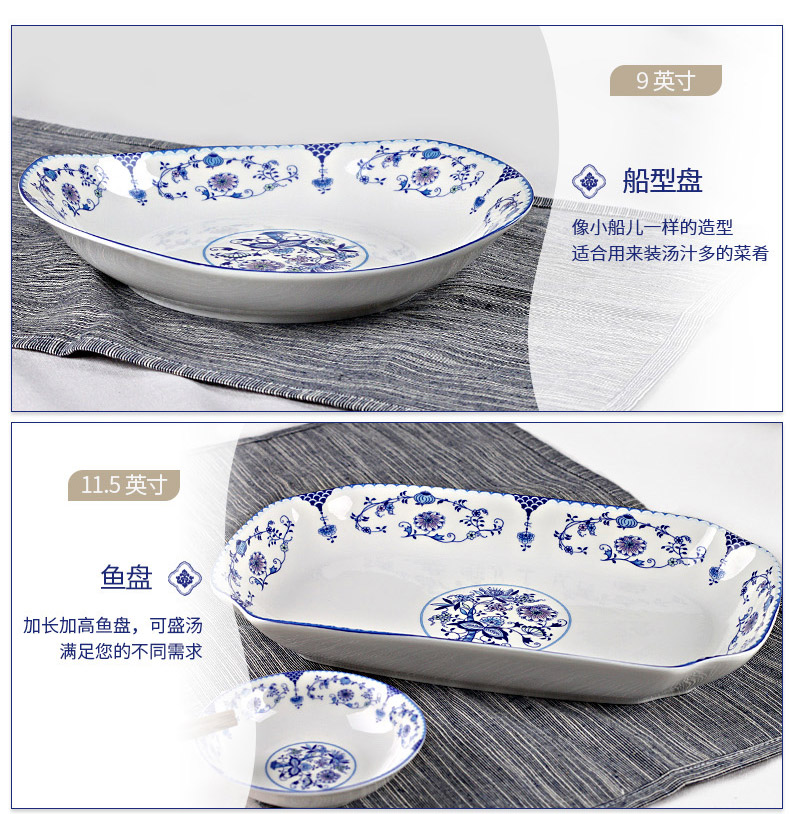 9 英寸
船型盘
像小船儿一样的造型
适合用来装汤汁多的菜肴
11.5 英寸
鱼盘
加长加高鱼盘，可盛汤
满足您的不同需求